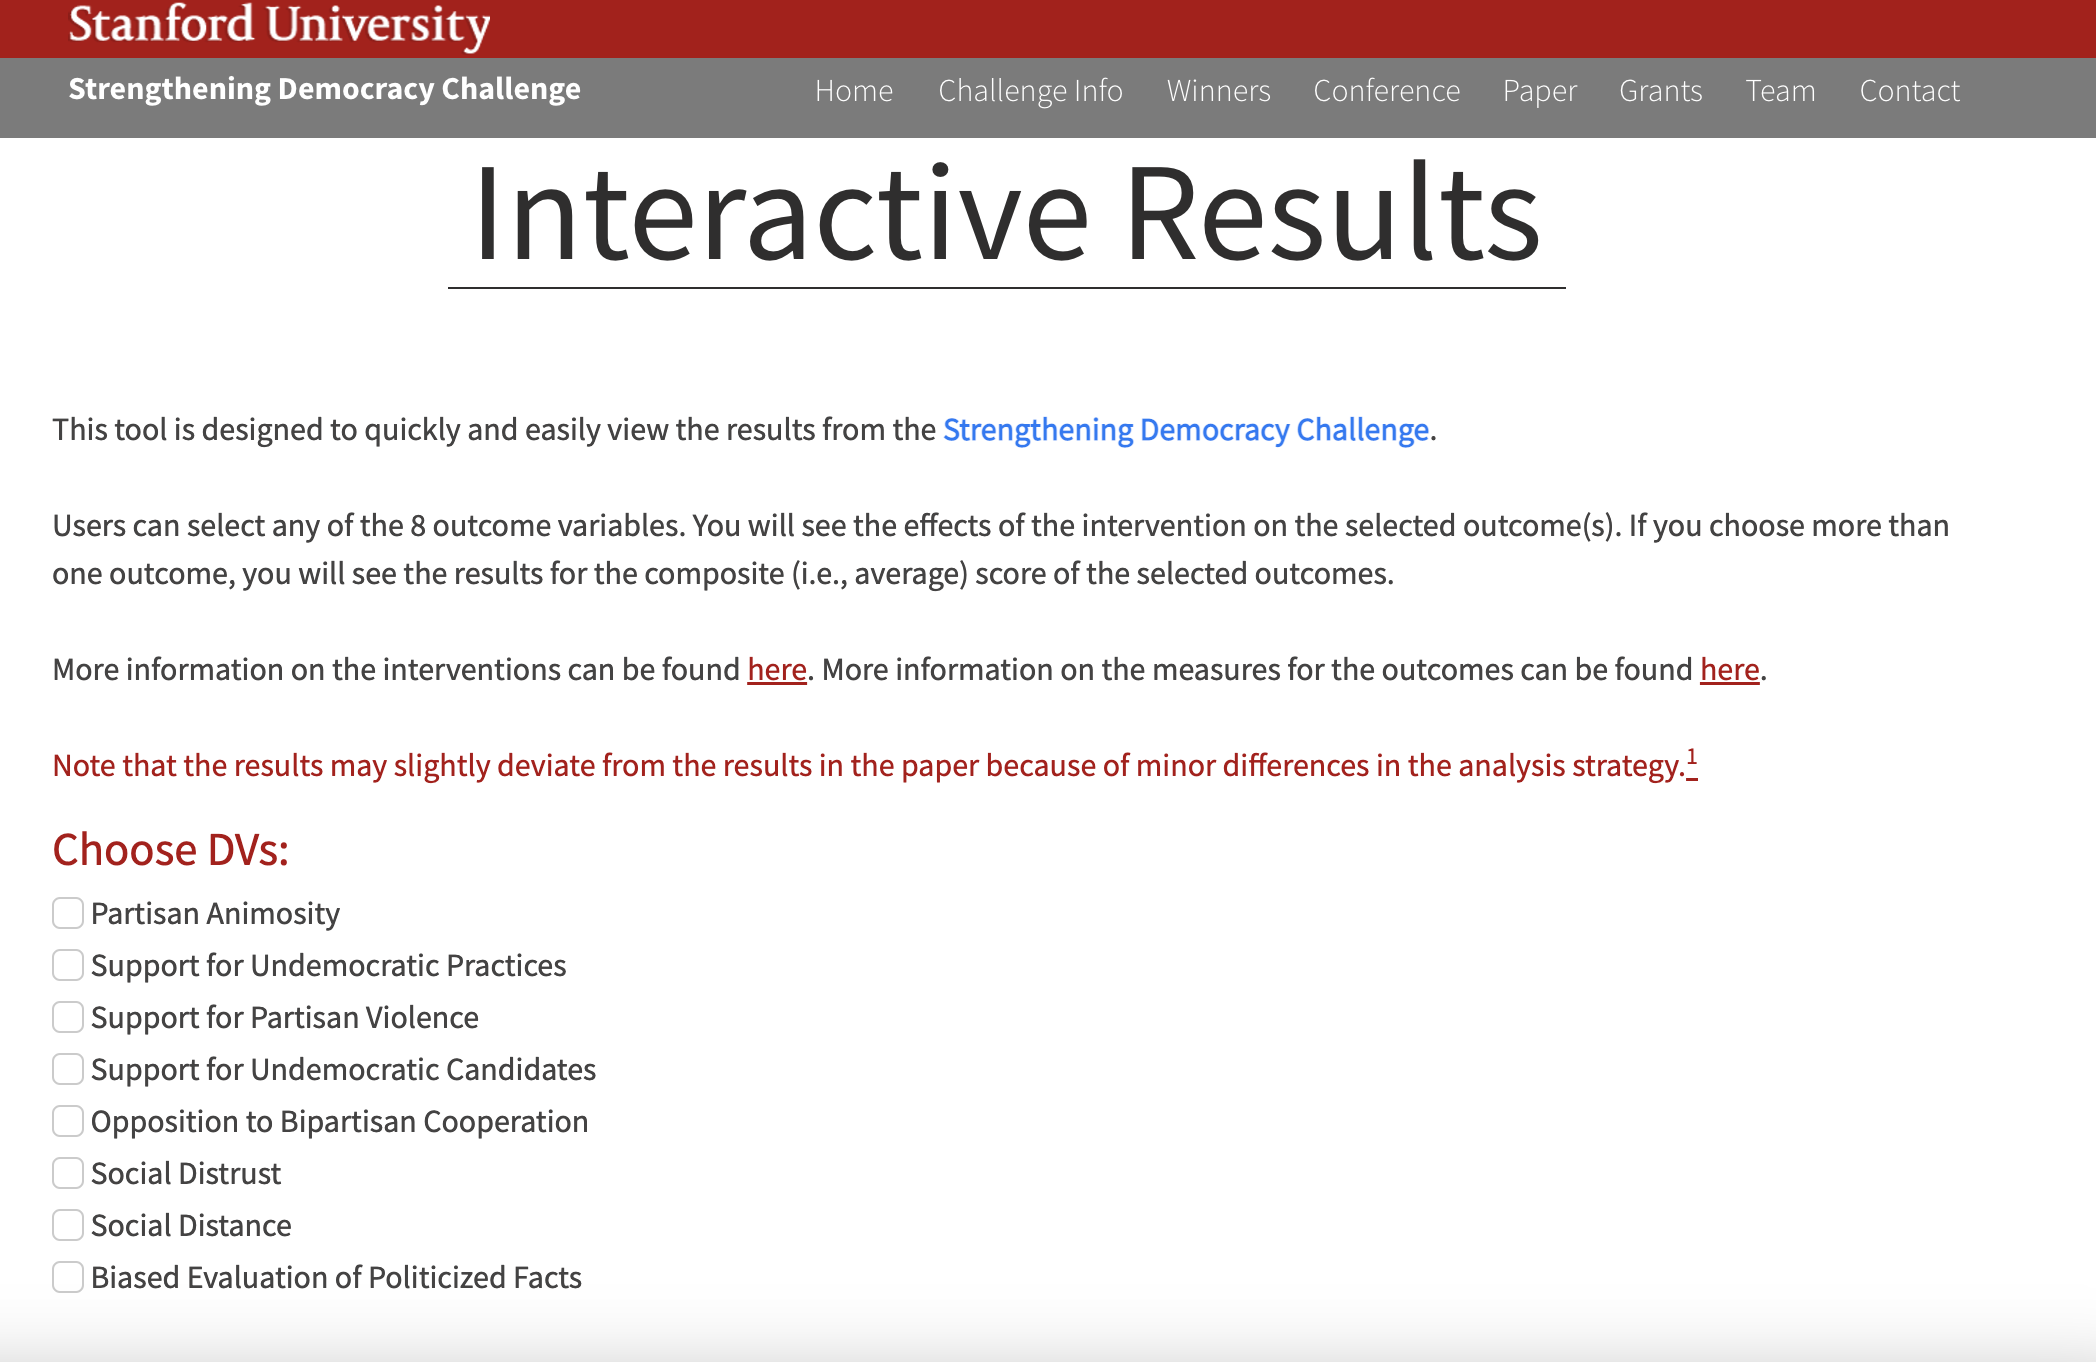 Stanford University
Strengthening Democracy Challenge
Home Challenge Info Winners Conference Paper Grants Team Contact
Interactive Results
This tool is designed to quickly and easily view the results from the Strengthening Democracy Challenge.
Users can select any of the 8 outcome variables. You will see the effects of the intervention on the selected outcome(s). If you choose more than
one outcome, you will see the results for the composite (i.e., average) score of the selected outcomes.
More information on the interventions can be found here. More information on the measures for the outcomes can be found here.
Note that the results may slightly deviate from the results in the paper because of minor differences in the analysis strategy.1
Choose DVs:
Partisan Animosity
Support for Undemocratic Practices
Support for Partisan Violence
Support for Undemocratic Candidates
Opposition to Bipartisan Cooperation
Social Distrust
Social Distance
Biased Evaluation of Politicized Facts